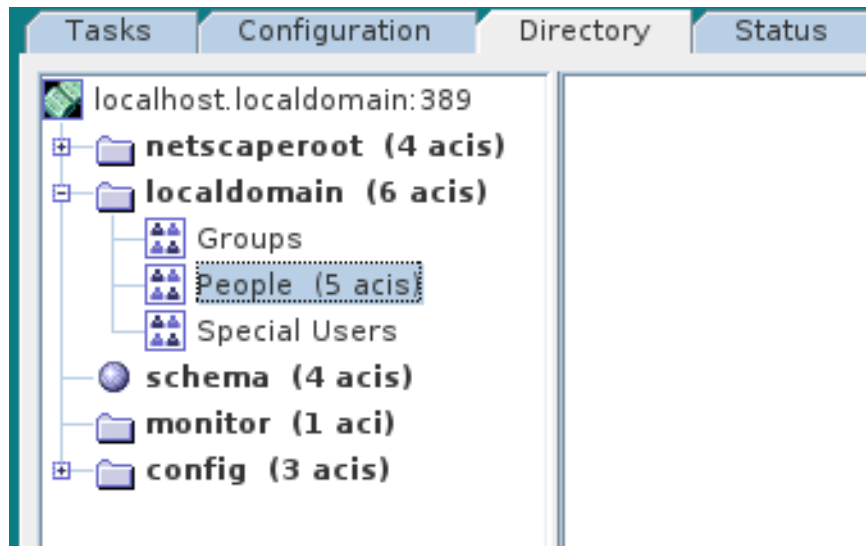 Tasks Configuration Directory Status
localhost.localdomain:389
netscaperoot (4 acis)
localdomain (6 acis)
Groups
People (5 acis)
Special Users
schema (4 acis)
monitor (1 aci)
config (3 acis)